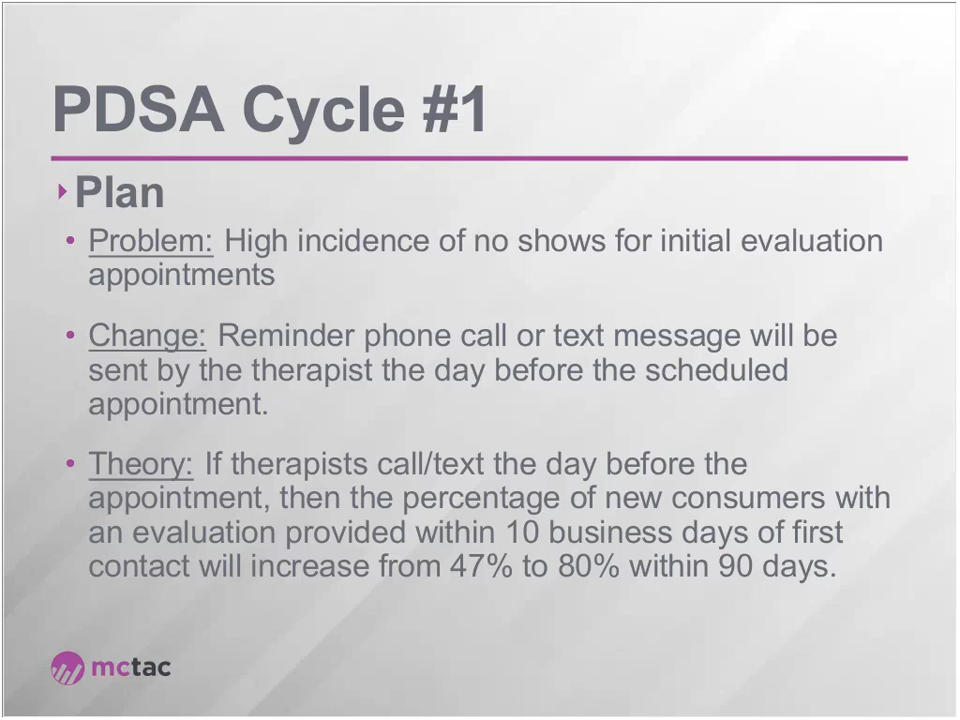 PDSA Cycle #1
Plan
• Problem: High incidence of no shows for initial evaluation
appointments
• Change: Reminder phone call or text message will be
sent by the therapist the day before the scheduled
appointment.
• Theory: If therapists call/text the day before the
appointment, then the percentage of new consumers with
an evaluation provided within 10 business days of first
contact will increase from 47% to 80% within 90 days.
mctac